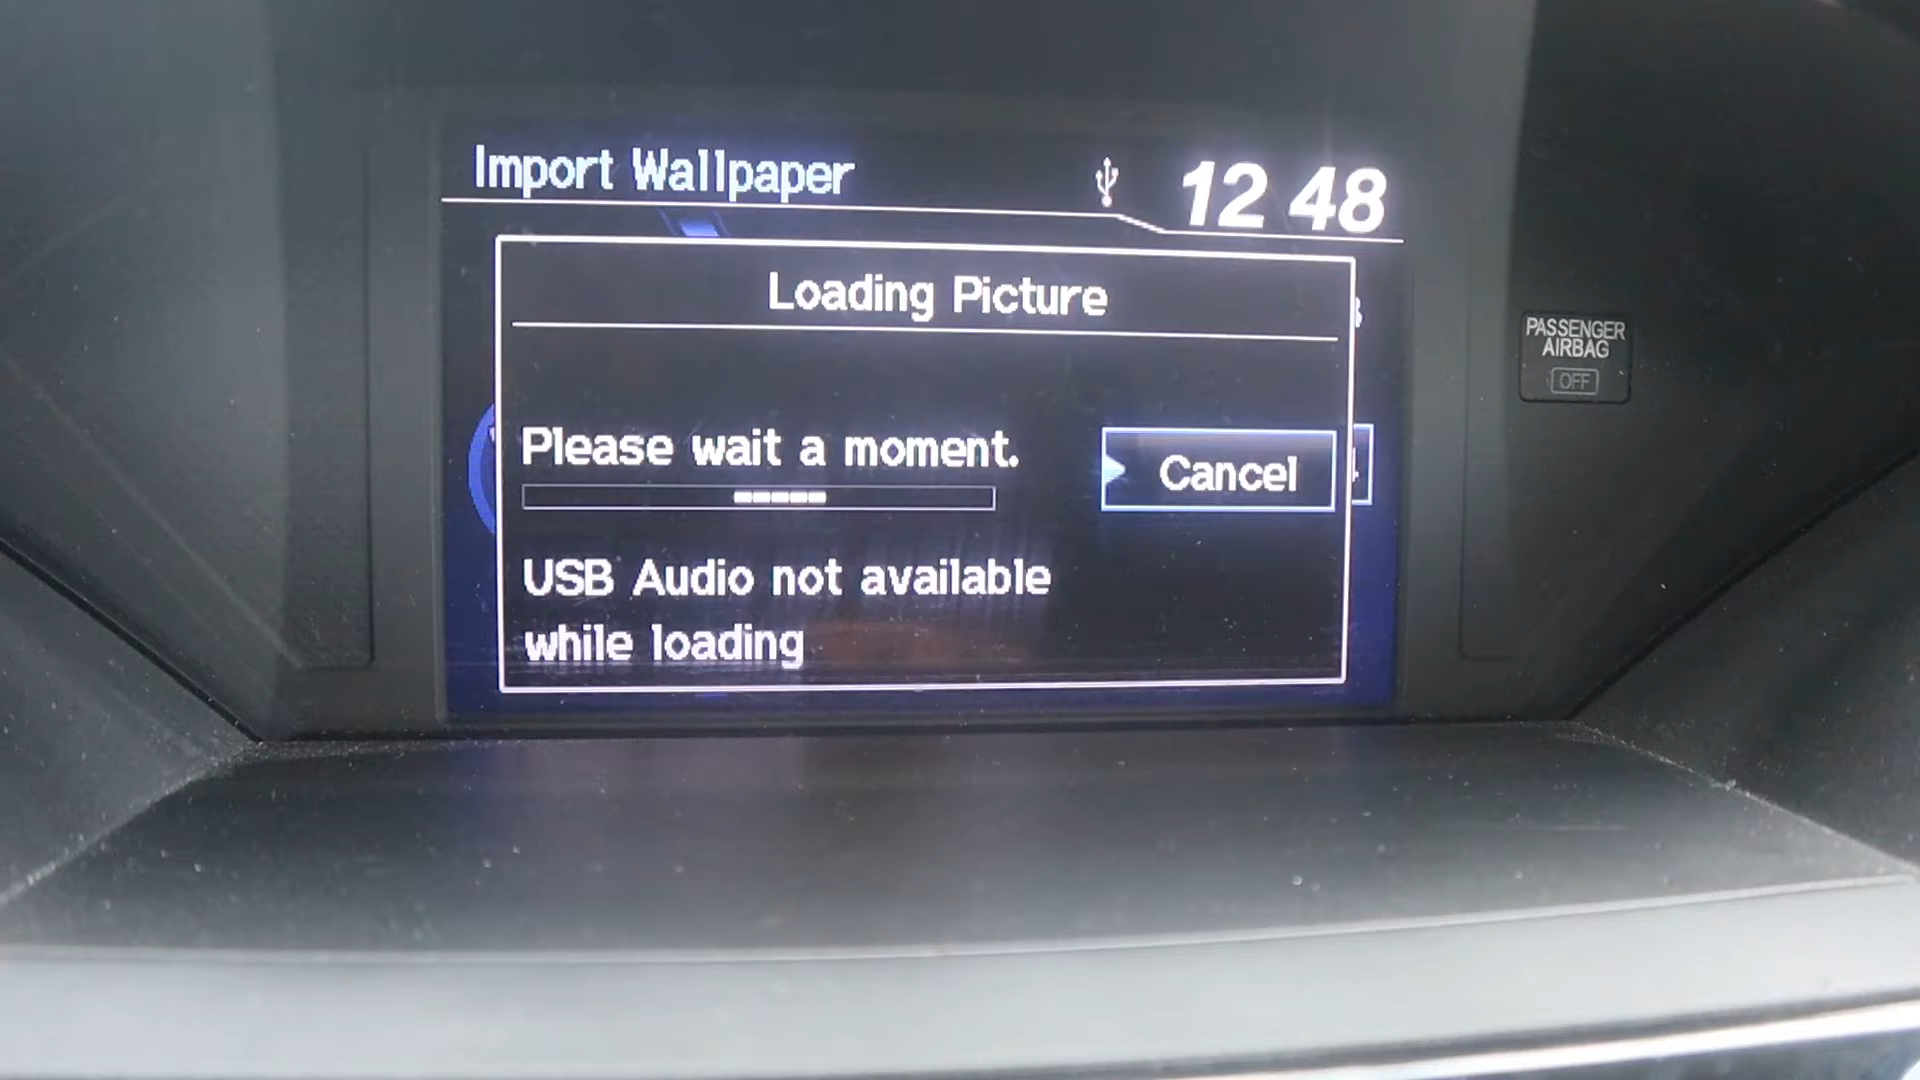 Import Wallpaper
12 48
Loading Picture
Please wait a moment.
Cancel
USB Audio not available
while loading
PASSENGER
AIRBAG
OFF